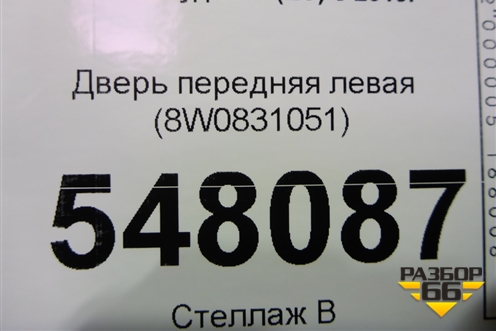 Дверь передняя левая
(8W0831051)
548087
Стеллаж В
РАЗБОР
66